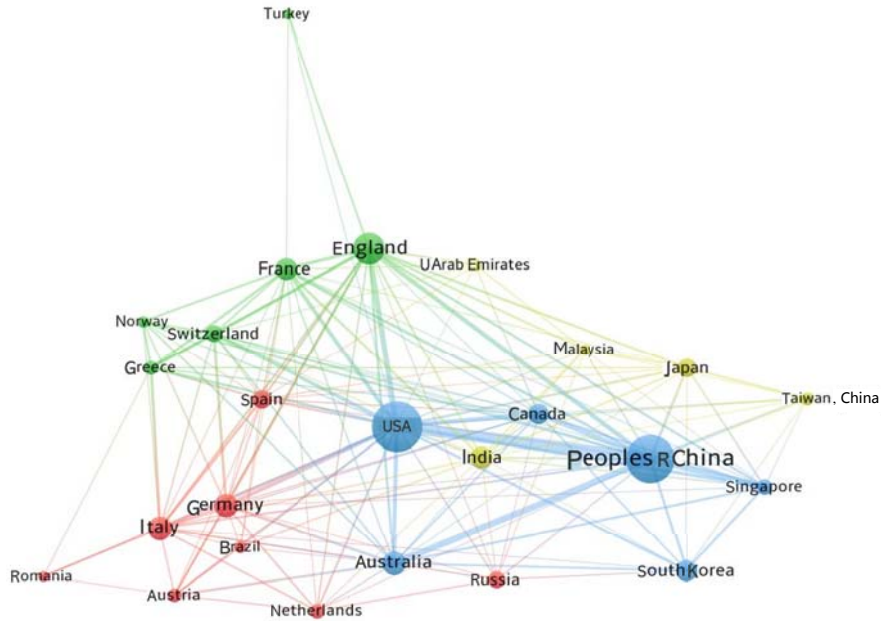 Turkey
England
France
UArab Emirates
Norway
Switzerland
Malaysia
Greece
Japan
Spain
Taiwan, China
Canada
USA
India
Peoples R China
Singapore
Germany
Italy
Brazil
Australia
Romania
Russia
South Korea
Austria
Netherlands